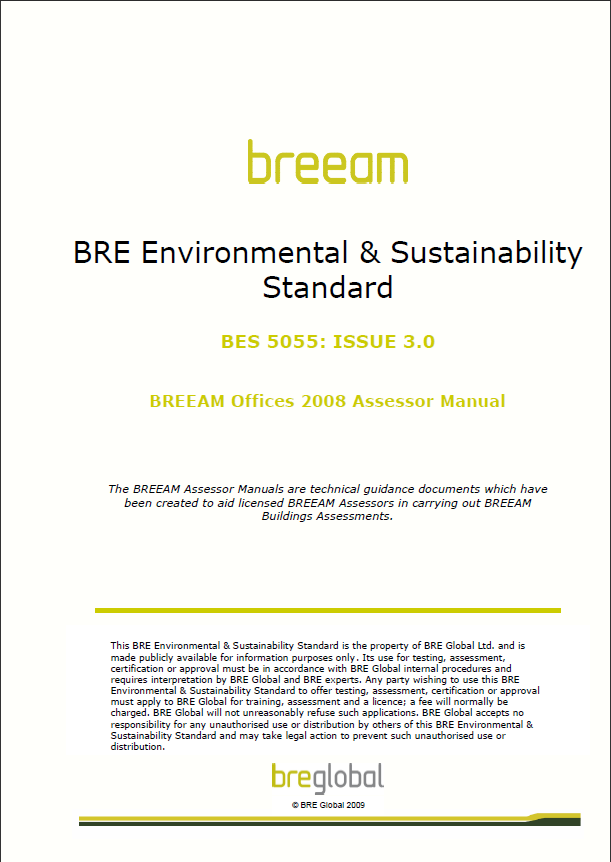 breeam
BRE Environmental & Sustainability
Standard
BES 5055: ISSUE 3.0
BREEAM Offices 2008 Assessor Manual
The BREEAM Assessor Manuals are technical guidance documents which have
been created to aid licensed BREEAM Assessors in carrying out BREEAM
Buildings Assessments.
This BRE Environmental & Sustainability Standard is the property of BRE Global Ltd. and is
made publicly available for information purposes only. Its use for testing, assessment,
certification or approval must be in accordance with BRE Global internal procedures and
requires interpretation by BRE Global and BRE experts. Any party wishing to use this BRE
Environmental & Sustainability Standard to offer testing, assessment, certification or approval
must apply to BRE Global for training, assessment and a licence; a fee will normally be
charged. BRE Global will not unreasonably refuse such applications. BRE Global accepts no
responsibility for any unauthorised use or distribution by others of this BRE Environmental &
Sustainability Standard and may take legal action to prevent such unauthorised use or
distribution.
breglobal
© BRE Global 2009